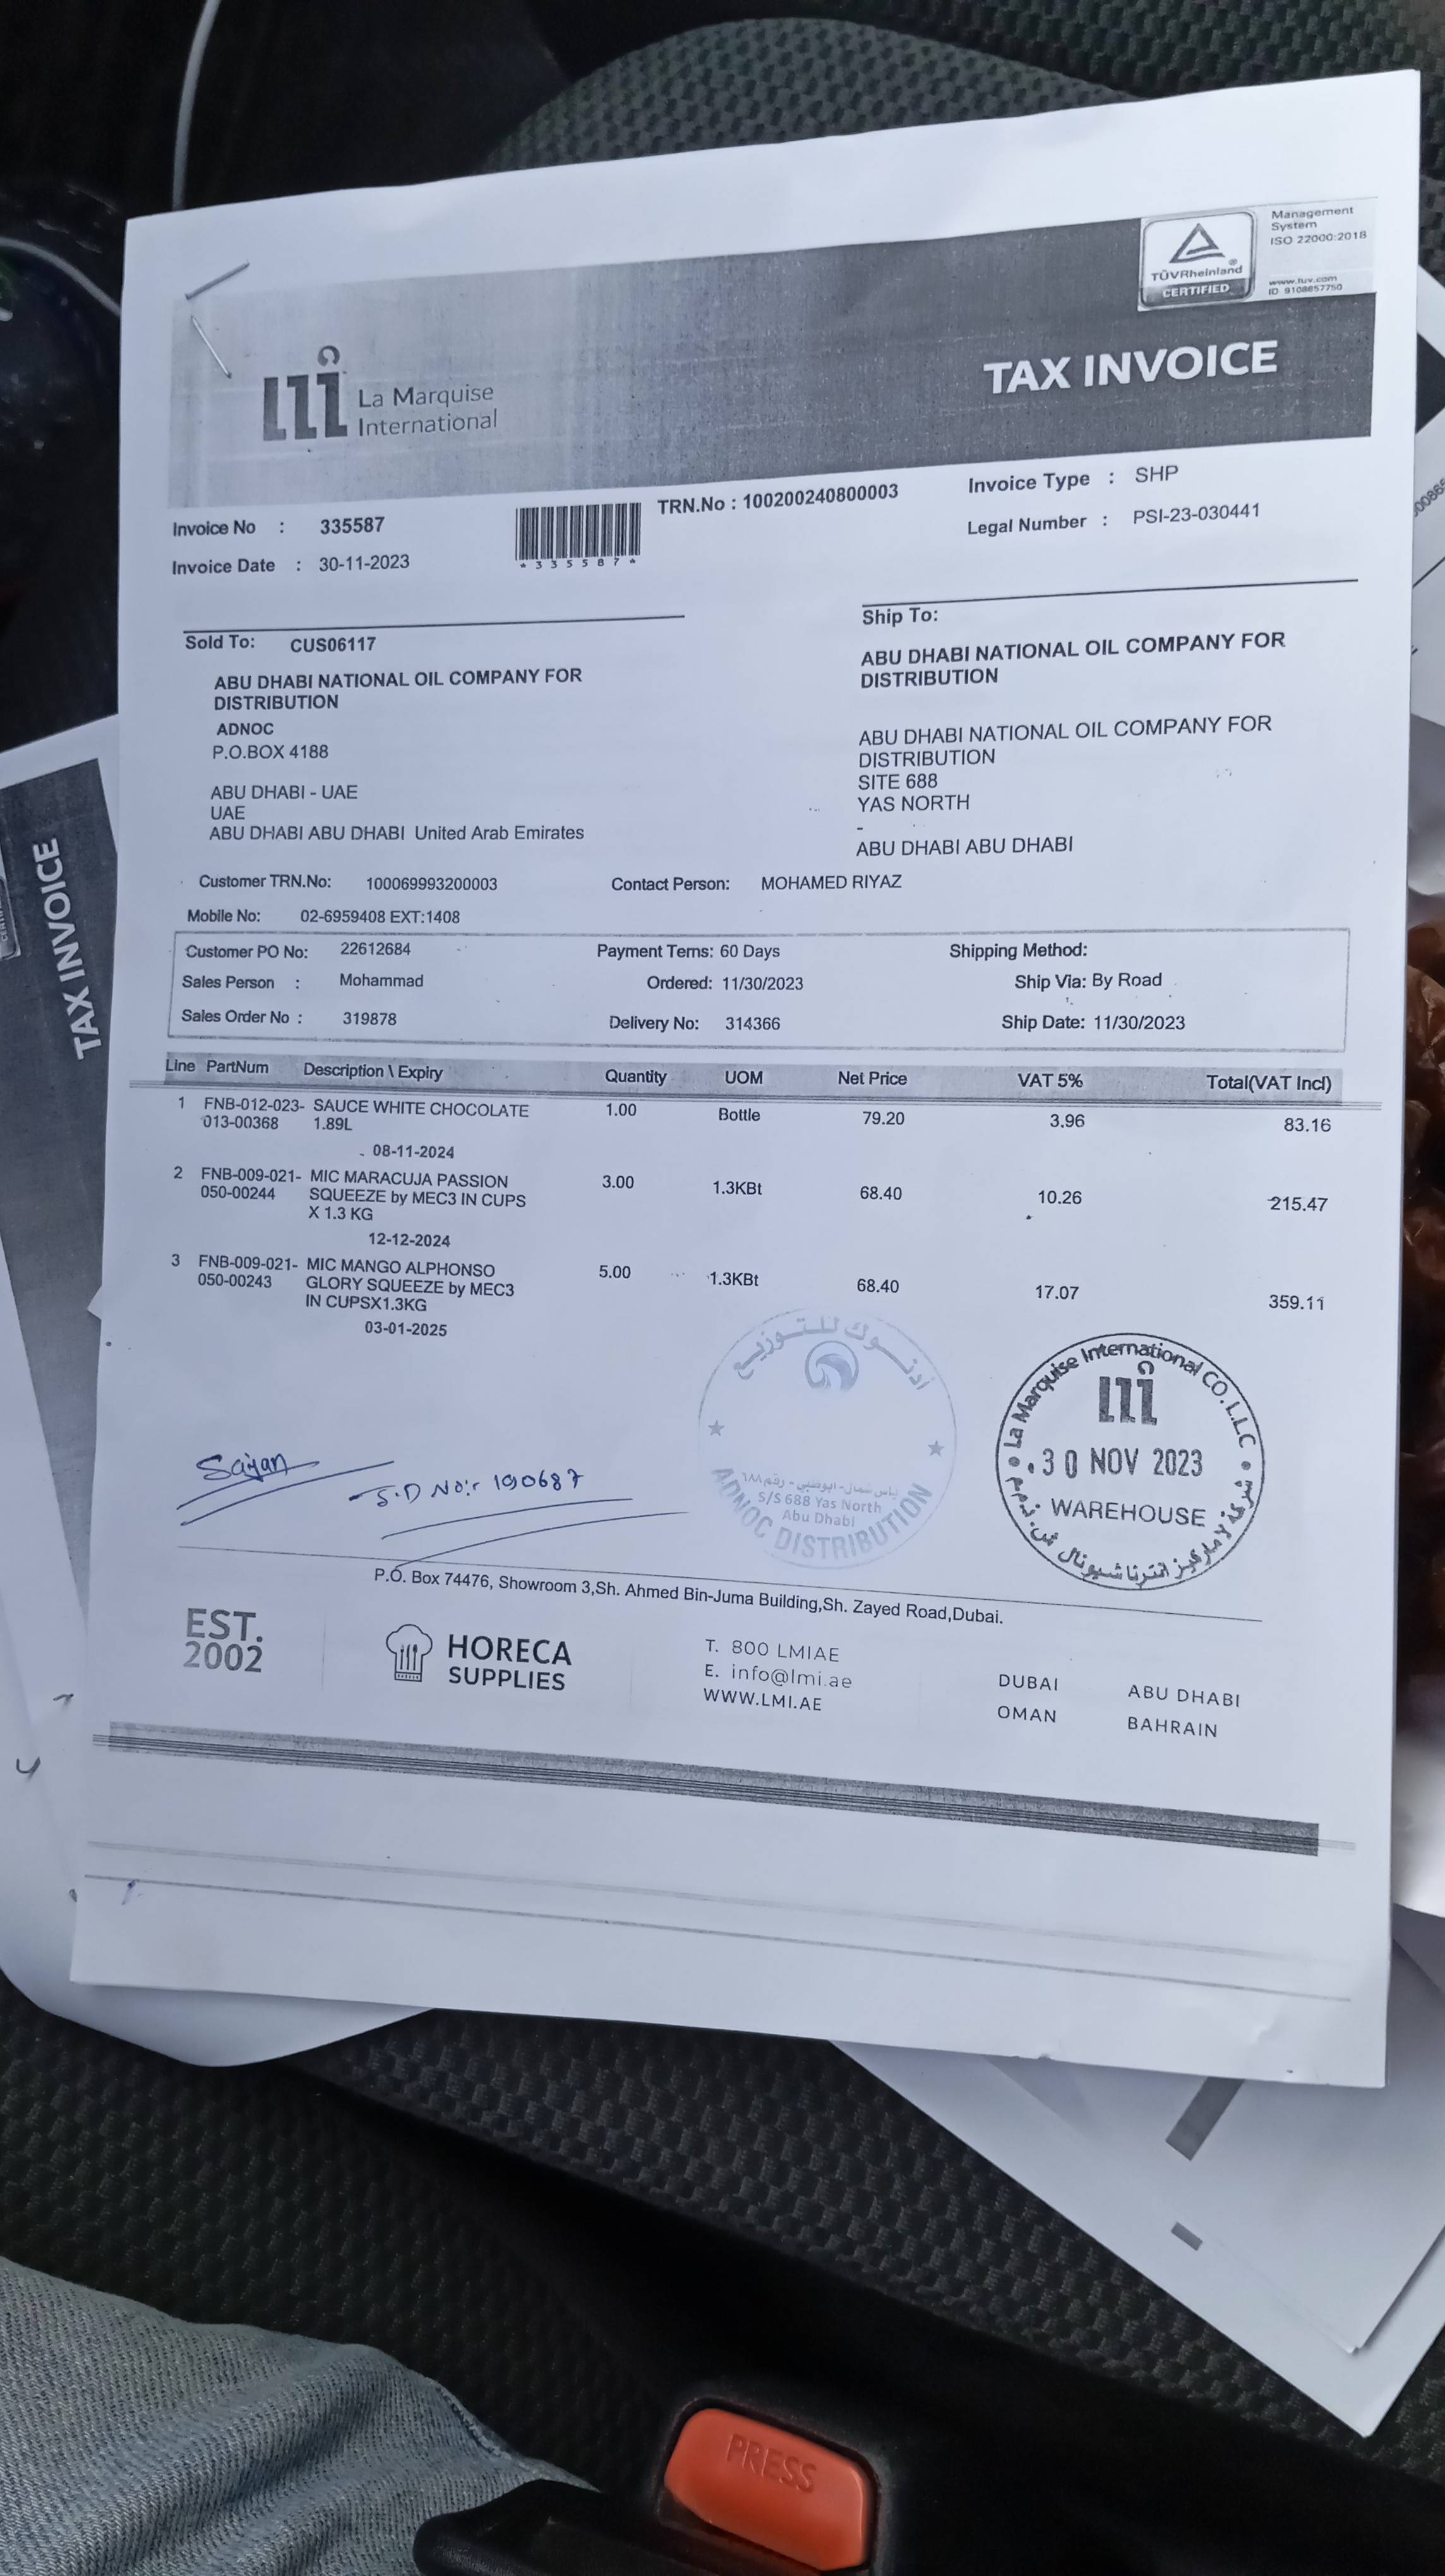 Management
System
ISO 22000:2018
TÜVRheinland
CERTIFIED
www.tuv.com
ID 9108657750
TAX INVOICE
La Marquise
International
Invoice No : 335587
*335587*
TRN.No : 100200240800003
Invoice Type : SHP
Invoice Date : 30-11-2023
Legal Number : PSI-23-030441
Sold To: CUS06117
ABU DHABI NATIONAL OIL COMPANY FOR
DISTRIBUTION
ADNOC
P.O.BOX 4188
ABU DHABI - UAE
UAE
ABU DHABI ABU DHABI United Arab Emirates
Ship To:
ABU DHABI NATIONAL OIL COMPANY FOR
DISTRIBUTION
ABU DHABI NATIONAL OIL COMPANY FOR
DISTRIBUTION
SITE 688
YAS NORTH
-
ABU DHABI ABU DHABI
Customer TRN.No: 100069993200003 Contact Person: MOHAMED RIYAZ
Mobile No: 02-6959408 EXT:1408
Customer PO No: 22612684 Payment Tems: 60 Days Shipping Method:
Sales Person : Mohammad Ordered: 11/30/2023 Ship Via: By Road
Sales Order No : 319878 Delivery No: 314366 Ship Date: 11/30/2023
Line PartNum Description \ Expiry Quantity UOM Net Price VAT 5% Total(VAT Incl)
1 FNB-012-023- SAUCE WHITE CHOCOLATE 1.00 Bottle 79.20 3.96 83.16
013-00368 1.89L
08-11-2024
2 FNB-009-021- MIC MARACUJA PASSION 3.00 1.3KBt 68.40 10.26 215.47
050-00244 SQUEEZE by MEC3 IN CUPS
X 1.3 KG
12-12-2024
3 FNB-009-021- MIC MANGO ALPHONSO 5.00 1.3KBt 68.40 17.07 359.11
050-00243 GLORY SQUEEZE by MEC3
IN CUPSX1.3KG
03-01-2025
أدنوك للتوزيع
ياس شمال - ابوظبي - رقم ٦٨٨
S/S 688 Yas North
Abu Dhabi
ADNOC DISTRIBUTION
La Marquise International CO. L.L.C
30 NOV 2023
WAREHOUSE
شركة لاماركيز انترناشيونال ش.ذ.م.م
Sajan
S.D No:- 190687
P.O. Box 74476, Showroom 3,Sh. Ahmed Bin-Juma Building,Sh. Zayed Road,Dubai.
EST.
2002
HORECA
SUPPLIES
T. 800 LMIAE
E. info@lmi.ae
WWW.LMI.AE
DUBAI ABU DHABI
OMAN BAHRAIN
TAX INVOICE
PRESS